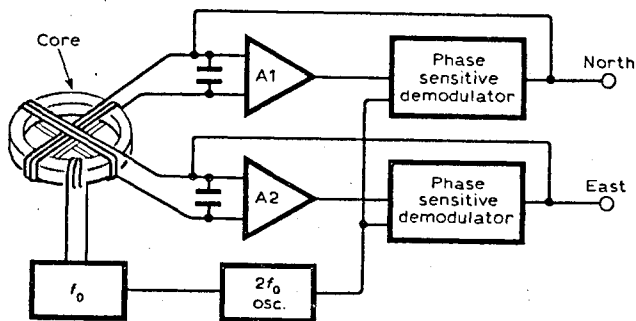 Core
A1
Phase
sensitive
demodulator
North
A2
Phase
sensitive
demodulator
East
f₀
2f₀
osc.